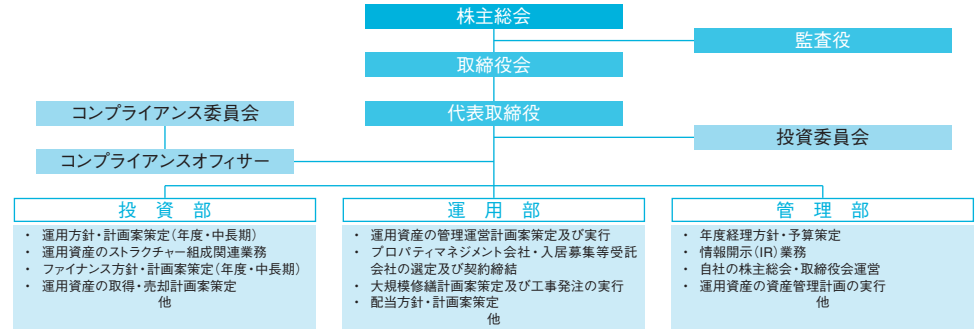 株主総会
監査役
取締役会
代表取締役
コンプライアンス委員会
投資委員会
コンプライアンスオフィサー
投資部
・ 運用方針・計画案策定(年度・中長期)
・ 運用資産のストラクチャー組成関連業務
・ ファイナンス方針・計画案策定(年度・中長期)
・ 運用資産の取得・売却計画案策定
他
運用部
・ 運用資産の管理運営計画案策定及び実行
・ プロパティマネジメント会社・入居募集等受託
会社の選定及び契約締結
・ 大規模修繕計画案策定及び工事発注の実行
・ 配当方針・計画案策定
他
管理部
・ 年度経理方針・予算策定
・ 情報開示(IR)業務
・ 自社の株主総会・取締役会運営
・ 運用資産の資産管理計画の実行
他